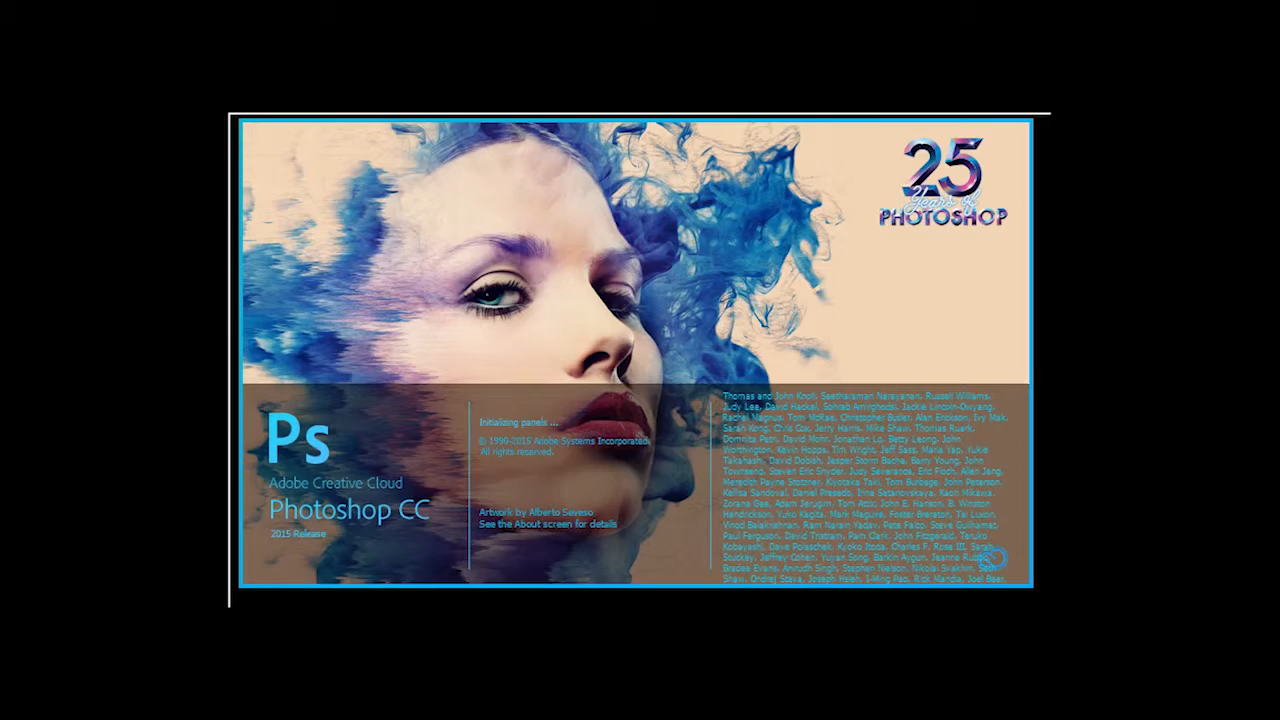 25
Years of
PHOTOSHOP
Ps
Adobe Creative Cloud
Photoshop CC
2015 Release
Initializing panels ...
© 1990-2015 Adobe Systems Incorporated.
All rights reserved.
Artwork by Alberto Seveso
See the About screen for details
Thomas and John Knoll, Seetharaman Narayanan, Russell Williams,
Judy Lee, David Hackel, Sohrab Amirghodsi, Jackie Lincoln-Owyang,
Rachel Magnus, Tom McRae, Christopher Butler, Alan Erickson, Ivy Mak,
Sarah Kong, Chris Cox, Jerry Harris, Mike Shaw, Thomas Ruark,
Domnita Petri, David Mohr, Jonathan Lo, Betty Leong, John
Worthington, Kevin Hopps, Tim Wright, Jeff Sass, Maria Yap, Yukie
Takahashi, David Dobish, Jesper Storm Bache, Barry Young, John
Townsend, Steven Eric Snyder, Judy Severance, Eric Floch, Allen Jeng,
Meredith Payne Stotzner, Kiyotaka Taki, Tom Burbage, John Peterson,
Kellisa Sandoval, Daniel Presedo, Irina Setanovskaya, Kaori Mikawa,
Zorana Gee, Adam Jerugim, Tom Attix, John E. Hanson, B. Winston
Hendrickson, Yuko Kagita, Mark Maguire, Foster Brereton, Tai Luxon,
Vinod Balakrishnan, Ram Narain Yadav, Pete Falco, Steve Guilhamet,
Paul Ferguson, David Tristram, Pam Clark, John Fitzgerald, Teruko
Kobayashi, Dave Polaschek, Kyoko Itoda, Charles F. Rose III, Sarah
Stuckey, Jeffrey Cohen, Yuyan Song, Barkin Aygun, Jeanne
Bradee Evans, Anirudh Singh, Stephen Nielson, Nikolai Svakhin, Seth
Shaw, Ondrej Stava, Joseph Hsieh, I-Ming Pao, Rick Mandia, Joel Baer,